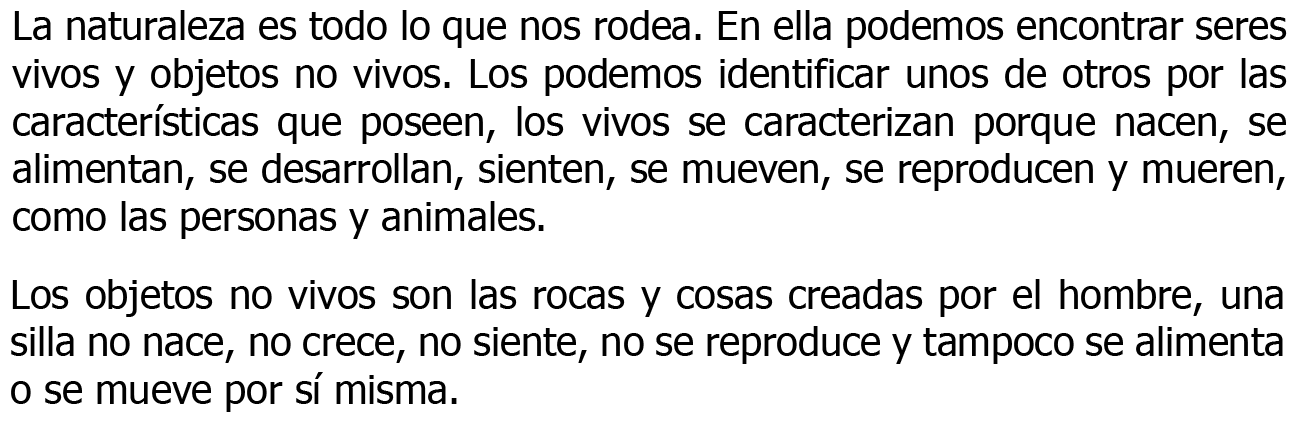 La naturaleza es todo lo que nos rodea. En ella podemos encontrar seres
vivos y objetos no vivos. Los podemos identificar unos de otros por las
características que poseen, los vivos se caracterizan porque nacen, se
alimentan, se desarrollan, sienten, se mueven, se reproducen y mueren,
como las personas y animales.
Los objetos no vivos son las rocas y cosas creadas por el hombre, una
silla no nace, no crece, no siente, no se reproduce y tampoco se alimenta
o se mueve por sí misma.